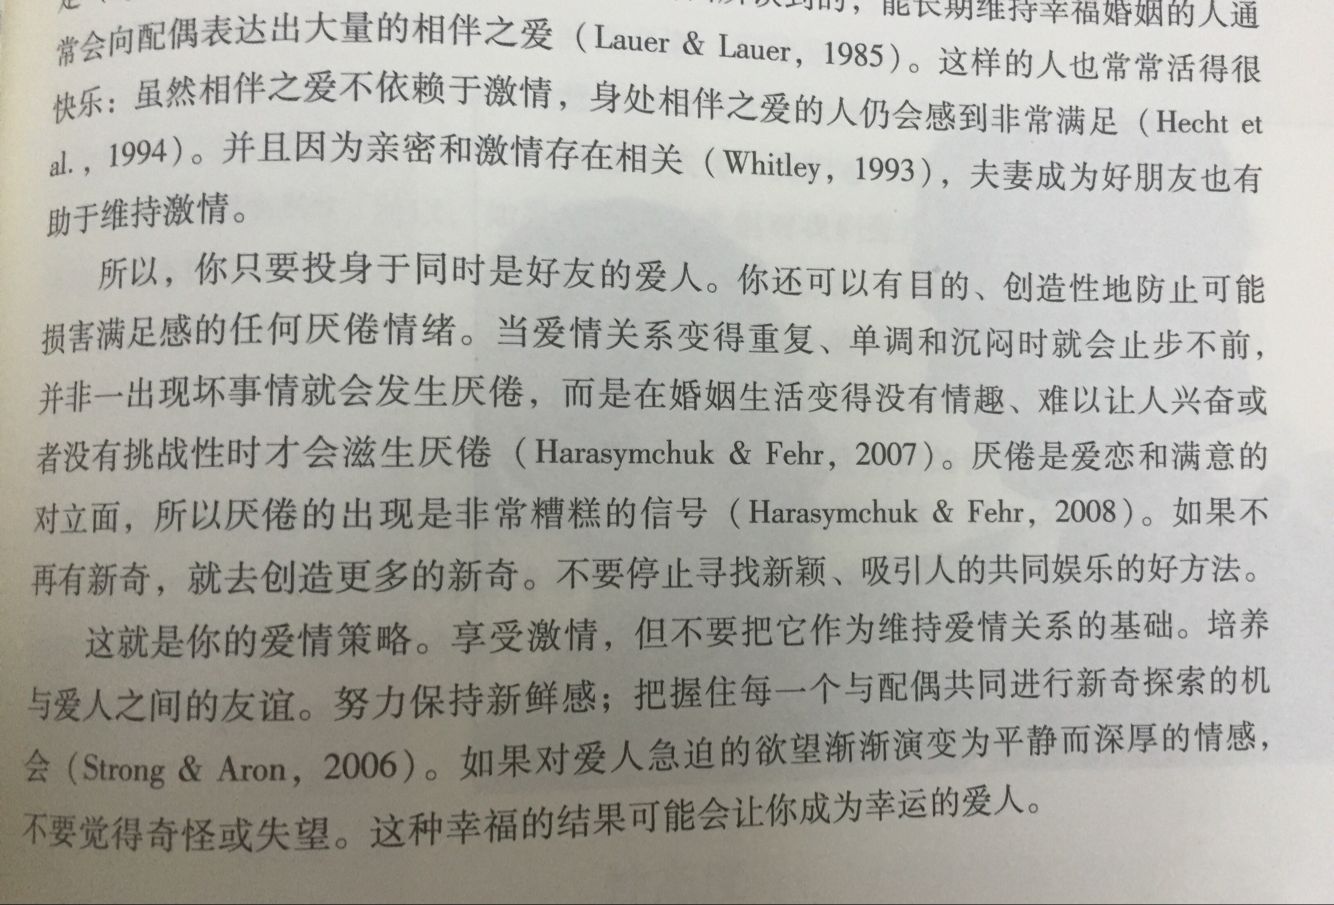 能长期维持幸福婚姻的人通
常会向配偶表达出大量的相伴之爱（Lauer & Lauer，1985）。这样的人也常常活得很
快乐：虽然相伴之爱不依赖于激情，身处相伴之爱的人仍会感到非常满足（Hecht et
al.，1994）。并且因为亲密和激情存在相关（Whitley，1993），夫妻成为好朋友也有
助于维持激情。
所以，你只要投身于同时是好友的爱人。你还可以有目的、创造性地防止可能
损害满足感的任何厌倦情绪。当爱情关系变得重复、单调和沉闷时就会止步不前，
并非一出现坏事情就会发生厌倦，而是在婚姻生活变得没有情趣、难以让人兴奋或
者没有挑战性时才会滋生厌倦（Harasymchuk & Fehr，2007）。厌倦是爱恋和满意的
对立面，所以厌倦的出现是非常糟糕的信号（Harasymchuk & Fehr，2008）。如果不
再有新奇，就去创造更多的新奇。不要停止寻找新颖、吸引人的共同娱乐的好方法。
这就是你的爱情策略。享受激情，但不要把它作为维持爱情关系的基础。培养
与爱人之间的友谊。努力保持新鲜感；把握住每一个与配偶共同进行新奇探索的机
会（Strong & Aron，2006）。如果对爱人急迫的欲望渐渐演变为平静而深厚的情感，
不要觉得奇怪或失望。这种幸福的结果可能会让你成为幸运的爱人。